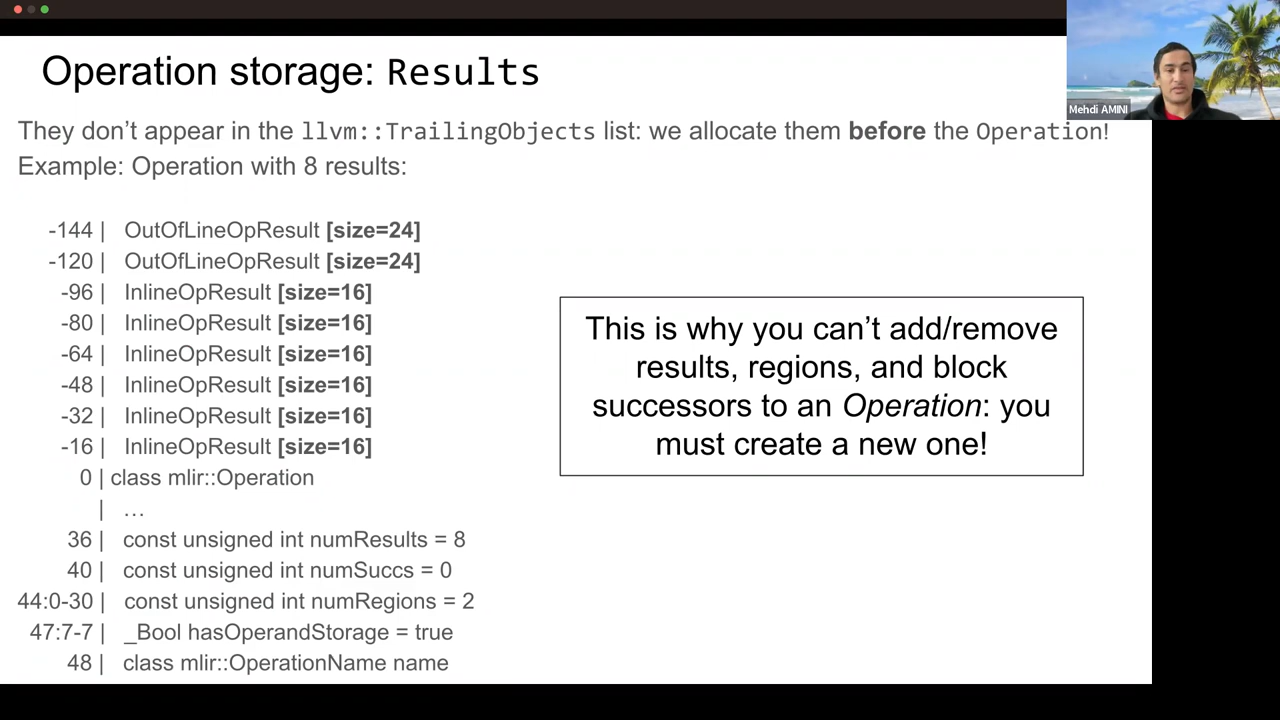 Operation storage: Results
Mehdi AMINI
They don’t appear in the llvm::TrailingObjects list: we allocate them before the Operation!
Example: Operation with 8 results:
-144 | OutOfLineOpResult [size=24]
-120 | OutOfLineOpResult [size=24]
-96 | InlineOpResult [size=16]
-80 | InlineOpResult [size=16]
-64 | InlineOpResult [size=16]
-48 | InlineOpResult [size=16]
-32 | InlineOpResult [size=16]
-16 | InlineOpResult [size=16]
0 | class mlir::Operation
| …
36 | const unsigned int numResults = 8
40 | const unsigned int numSuccs = 0
44:0-30 | const unsigned int numRegions = 2
47:7-7 | _Bool hasOperandStorage = true
48 | class mlir::OperationName name
This is why you can’t add/remove
results, regions, and block
successors to an Operation: you
must create a new one!